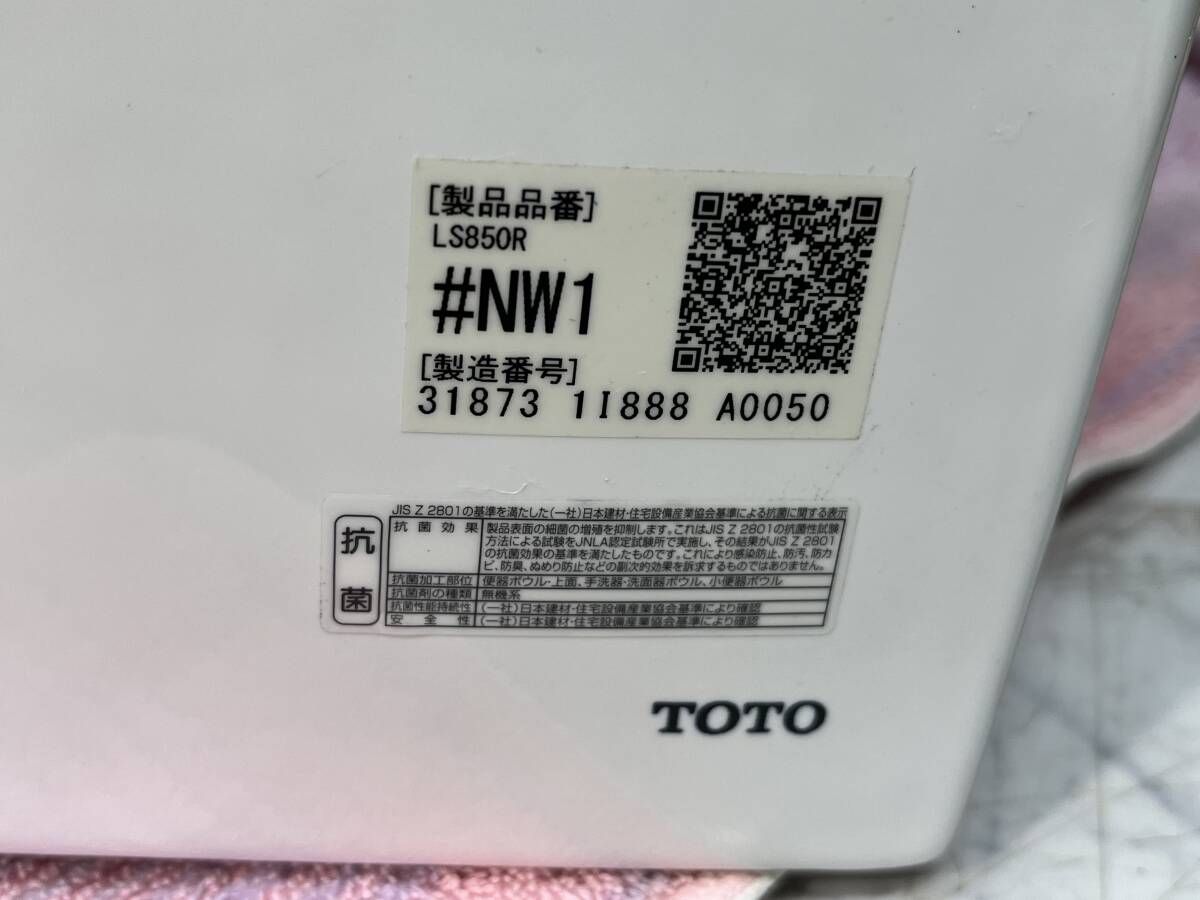 [製品品番]
LS850R
#NW1
[製造番号]
31873 1I888 A0050
JIS Z 2801の基準を満たした(一社)日本建材・住宅設備産業協会基準による抗菌に関する表示
抗菌
抗菌効果
製品表面の細菌の増殖を抑制します。これはJIS Z 2801の抗菌性試験
方法による試験をJNLA認定試験所で実施し、その結果がJIS Z 2801
の抗菌効果の基準を満たしたものです。これにより感染防止、防汚、防カ
ビ、防臭、ぬめり防止などの副次的効果を訴求するものではありません。
抗菌加工部位 便器ボウル・上面、手洗器・洗面器ボウル、小便器ボウル
抗菌剤の種類 無機系
抗菌性能持続性 (一社)日本建材・住宅設備産業協会基準により確認
安全性 (一社)日本建材・住宅設備産業協会基準により確認
TOTO